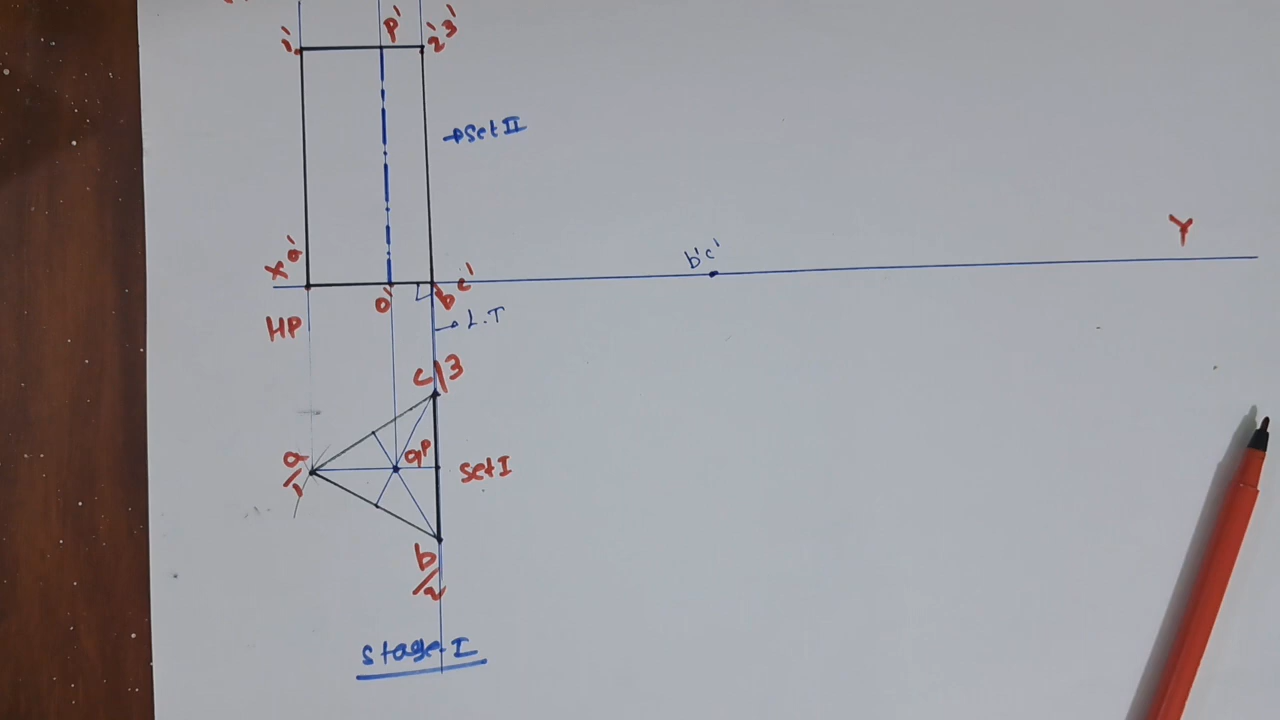 1' P' 2'3'
→Set II
Y
X a' b'c'
o' b c'
HP → L.T
c/3
a/1 o P Set I
b/2
Stage-I